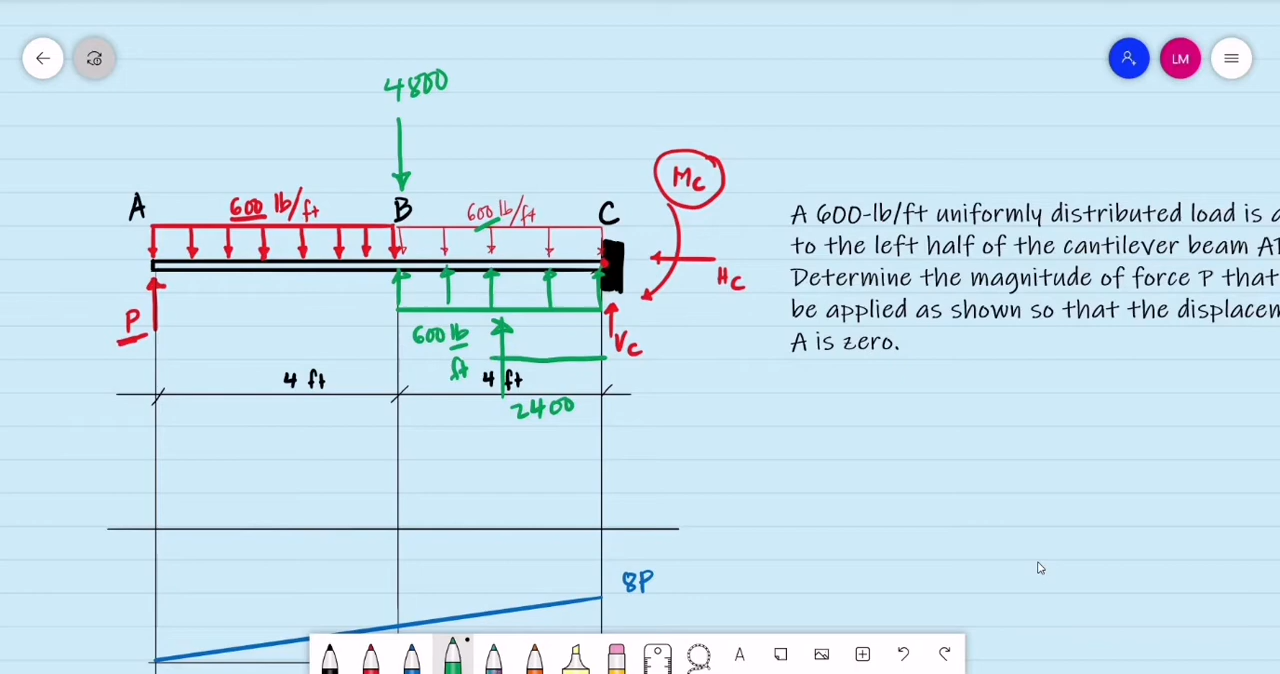 LM
4800
A
600 lb/ft
B
600 lb/ft
C
Mc
Hc
P
600 lb
ft
Vc
4 ft
4 ft
2400
8P
A 600-lb/ft uniformly distributed load is a
to the left half of the cantilever beam
Determine the magnitude of force P that
be applied as shown so that the displacem
A is zero.
A